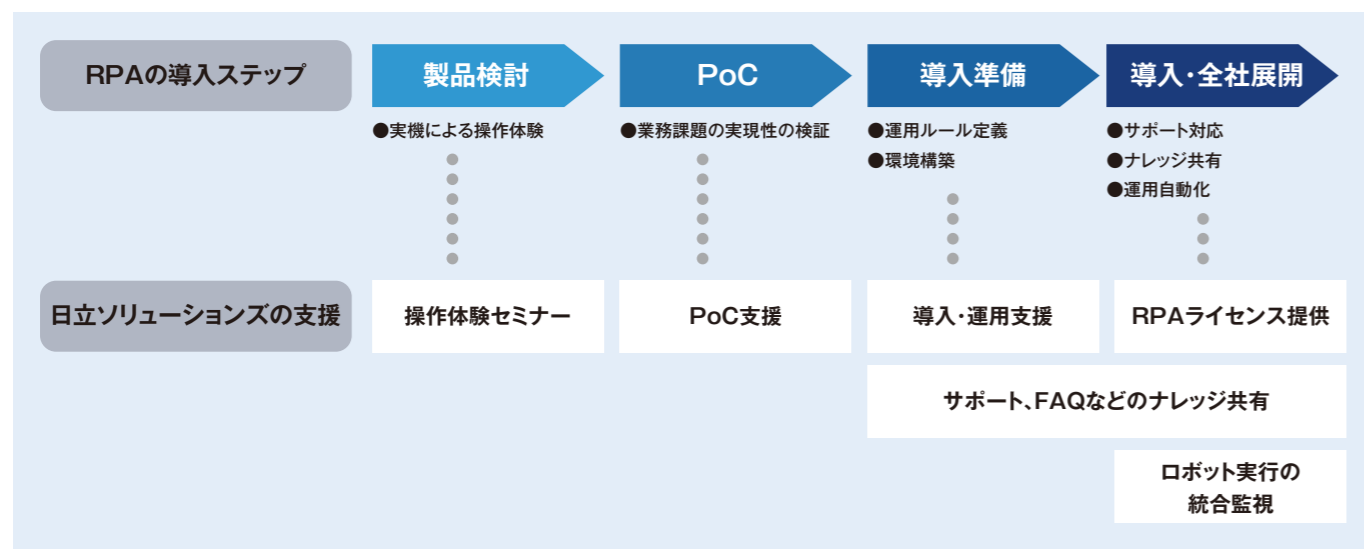 RPAの導入ステップ
製品検討
PoC
導入準備
導入・全社展開
●実機による操作体験
●業務課題の実現性の検証
●運用ルール定義
●環境構築
●サポート対応
●ナレッジ共有
●運用自動化
日立ソリューションズの支援
操作体験セミナー
PoC支援
導入・運用支援
RPAライセンス提供
サポート、FAQなどのナレッジ共有
ロボット実行の
統合監視